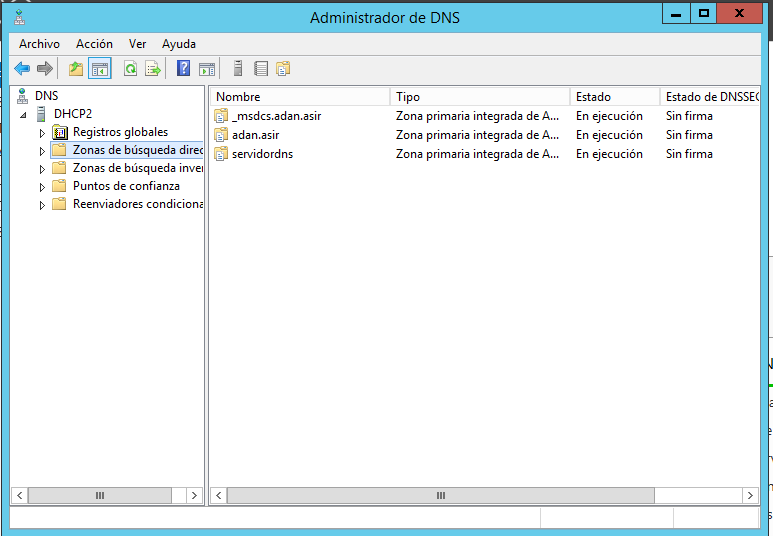 Administrador de DNS
Archivo Acción Ver Ayuda
DNS
DHCP2
Registros globales
Zonas de búsqueda direc
Zonas de búsqueda inver
Puntos de confianza
Reenviadores condiciona
Nombre Tipo Estado Estado de DNSSEC
_msdcs.adan.asir Zona primaria integrada de A... En ejecución Sin firma
adan.asir Zona primaria integrada de A... En ejecución Sin firma
servidordns Zona primaria integrada de A... En ejecución Sin firma